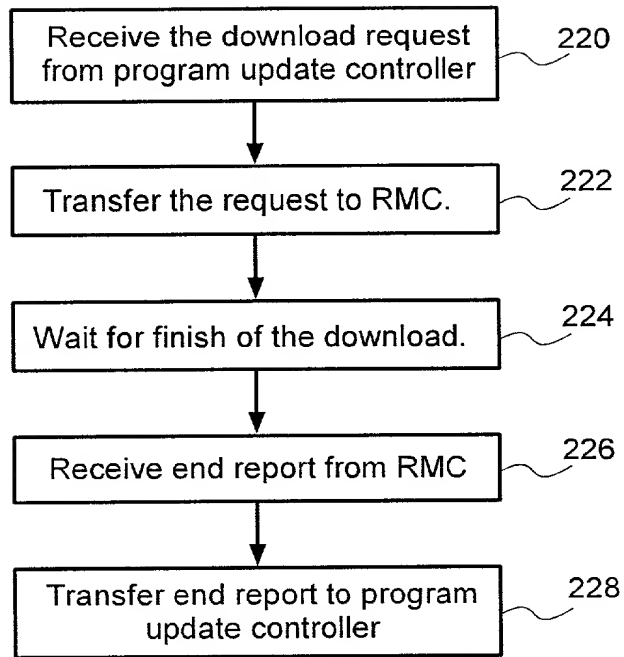 Receive the download request
from program update controller
220
Transfer the request to RMC.
222
Wait for finish of the download.
224
Receive end report from RMC
226
Transfer end report to program
update controller
228